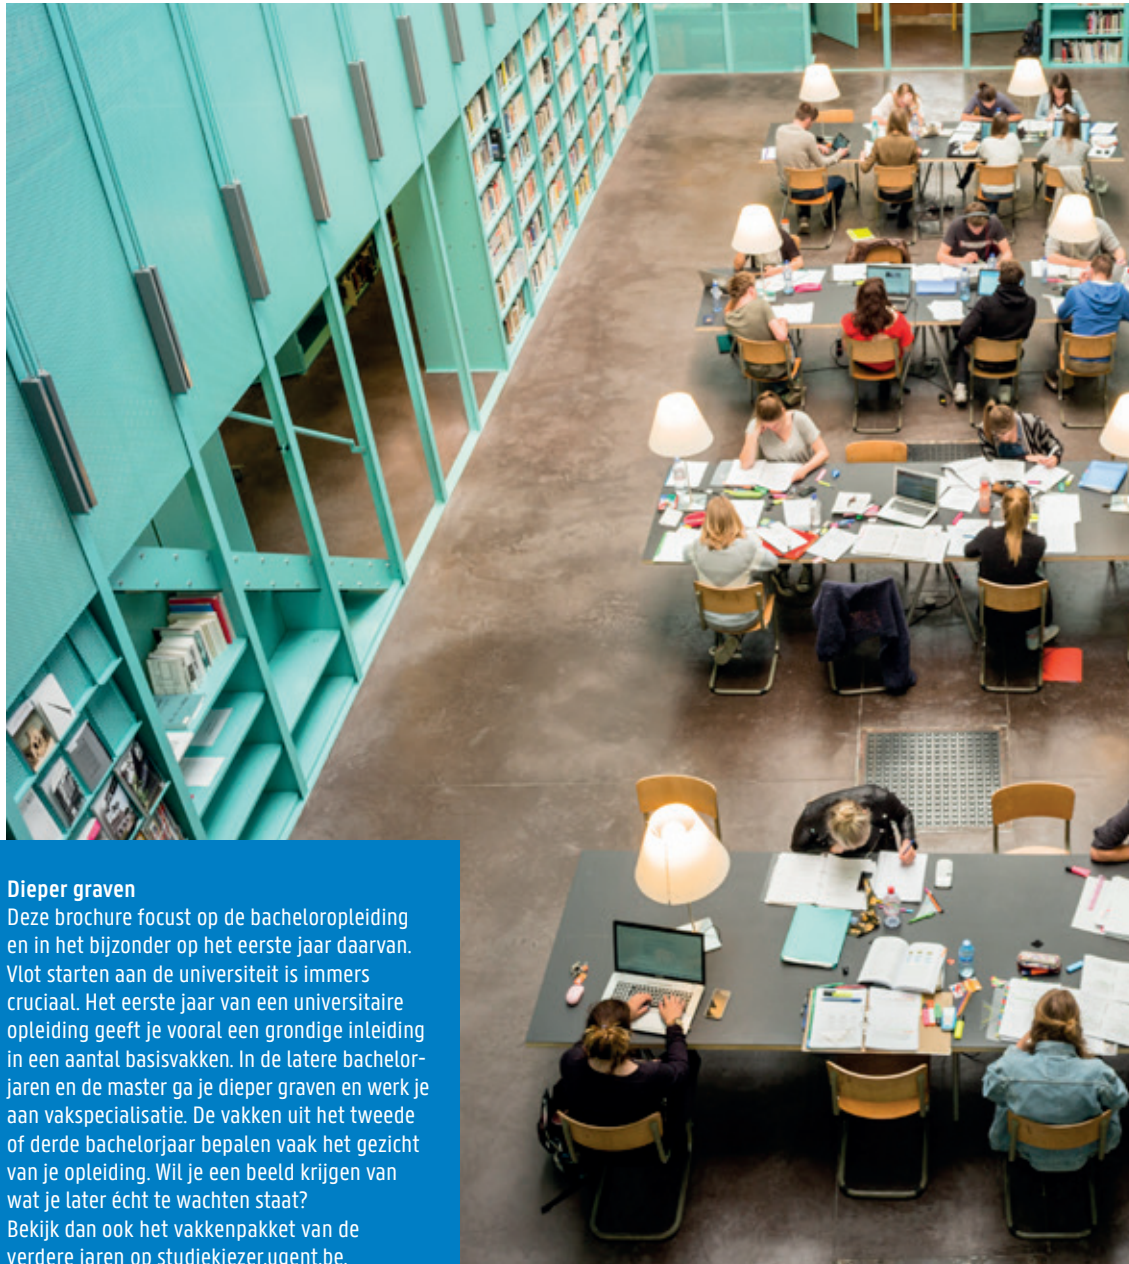 Dieper graven
Deze brochure focust op de bacheloropleiding
en in het bijzonder op het eerste jaar daarvan.
Vlot starten aan de universiteit is immers
cruciaal. Het eerste jaar van een universitaire
opleiding geeft je vooral een grondige inleiding
in een aantal basisvakken. In de latere bachelor-
jaren en de master ga je dieper graven en werk je
aan vakspecialisatie. De vakken uit het tweede
of derde bachelorjaar bepalen vaak het gezicht
van je opleiding. Wil je een beeld krijgen van
wat je later écht te wachten staat?
Bekijk dan ook het vakkenpakket van de
verdere jaren op studiekiezer.ugent.be.